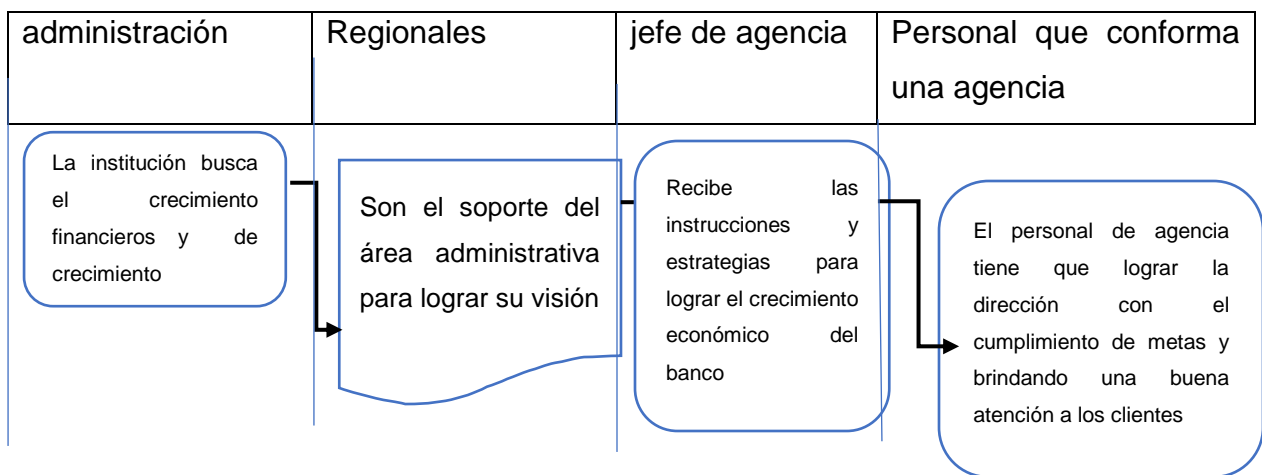 administración
Regionales
jefe de agencia
Personal que conforma
una agencia
La institución busca
el crecimiento
financieros y de
crecimiento
Son el soporte del
área administrativa
para lograr su visión
Recibe las
instrucciones y
estrategias para
lograr el crecimiento
económico del
banco
El personal de agencia
tiene que lograr la
dirección con el
cumplimiento de metas y
brindando una buena
atención a los clientes